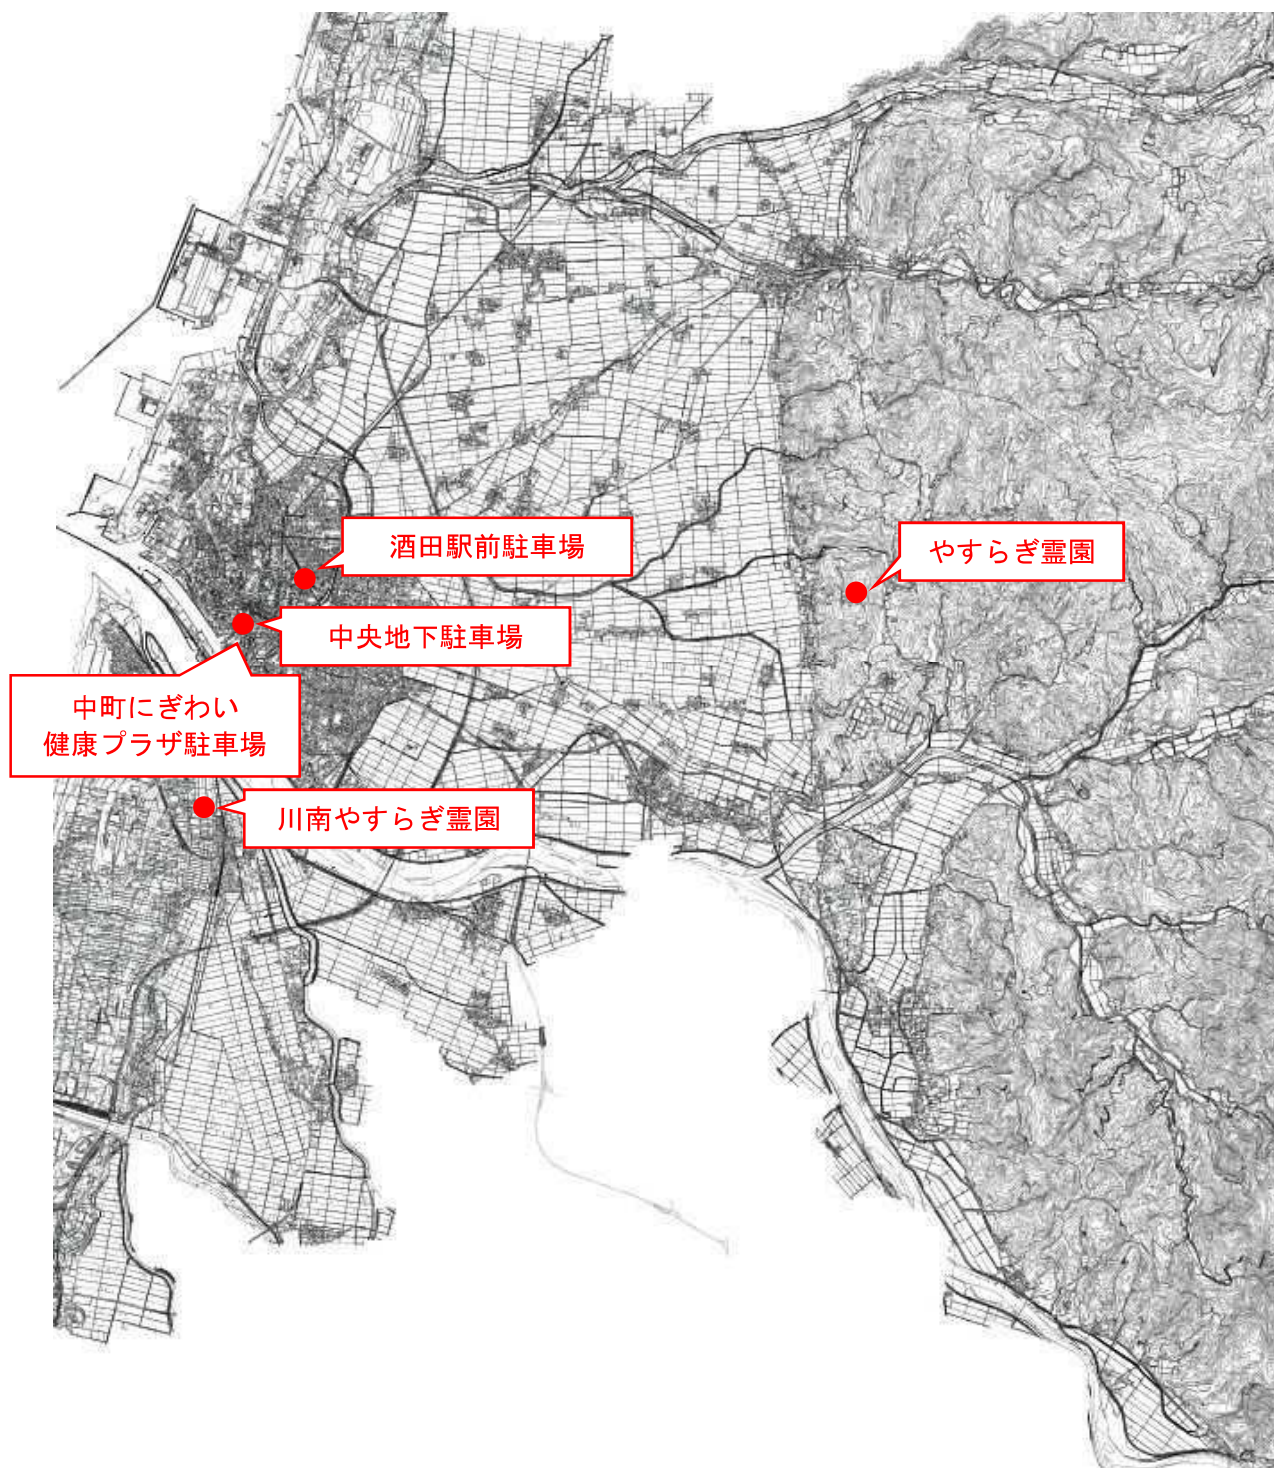 酒田駅前駐車場
やすらぎ霊園
中央地下駐車場
中町にぎわい
健康プラザ駐車場
川南やすらぎ霊園